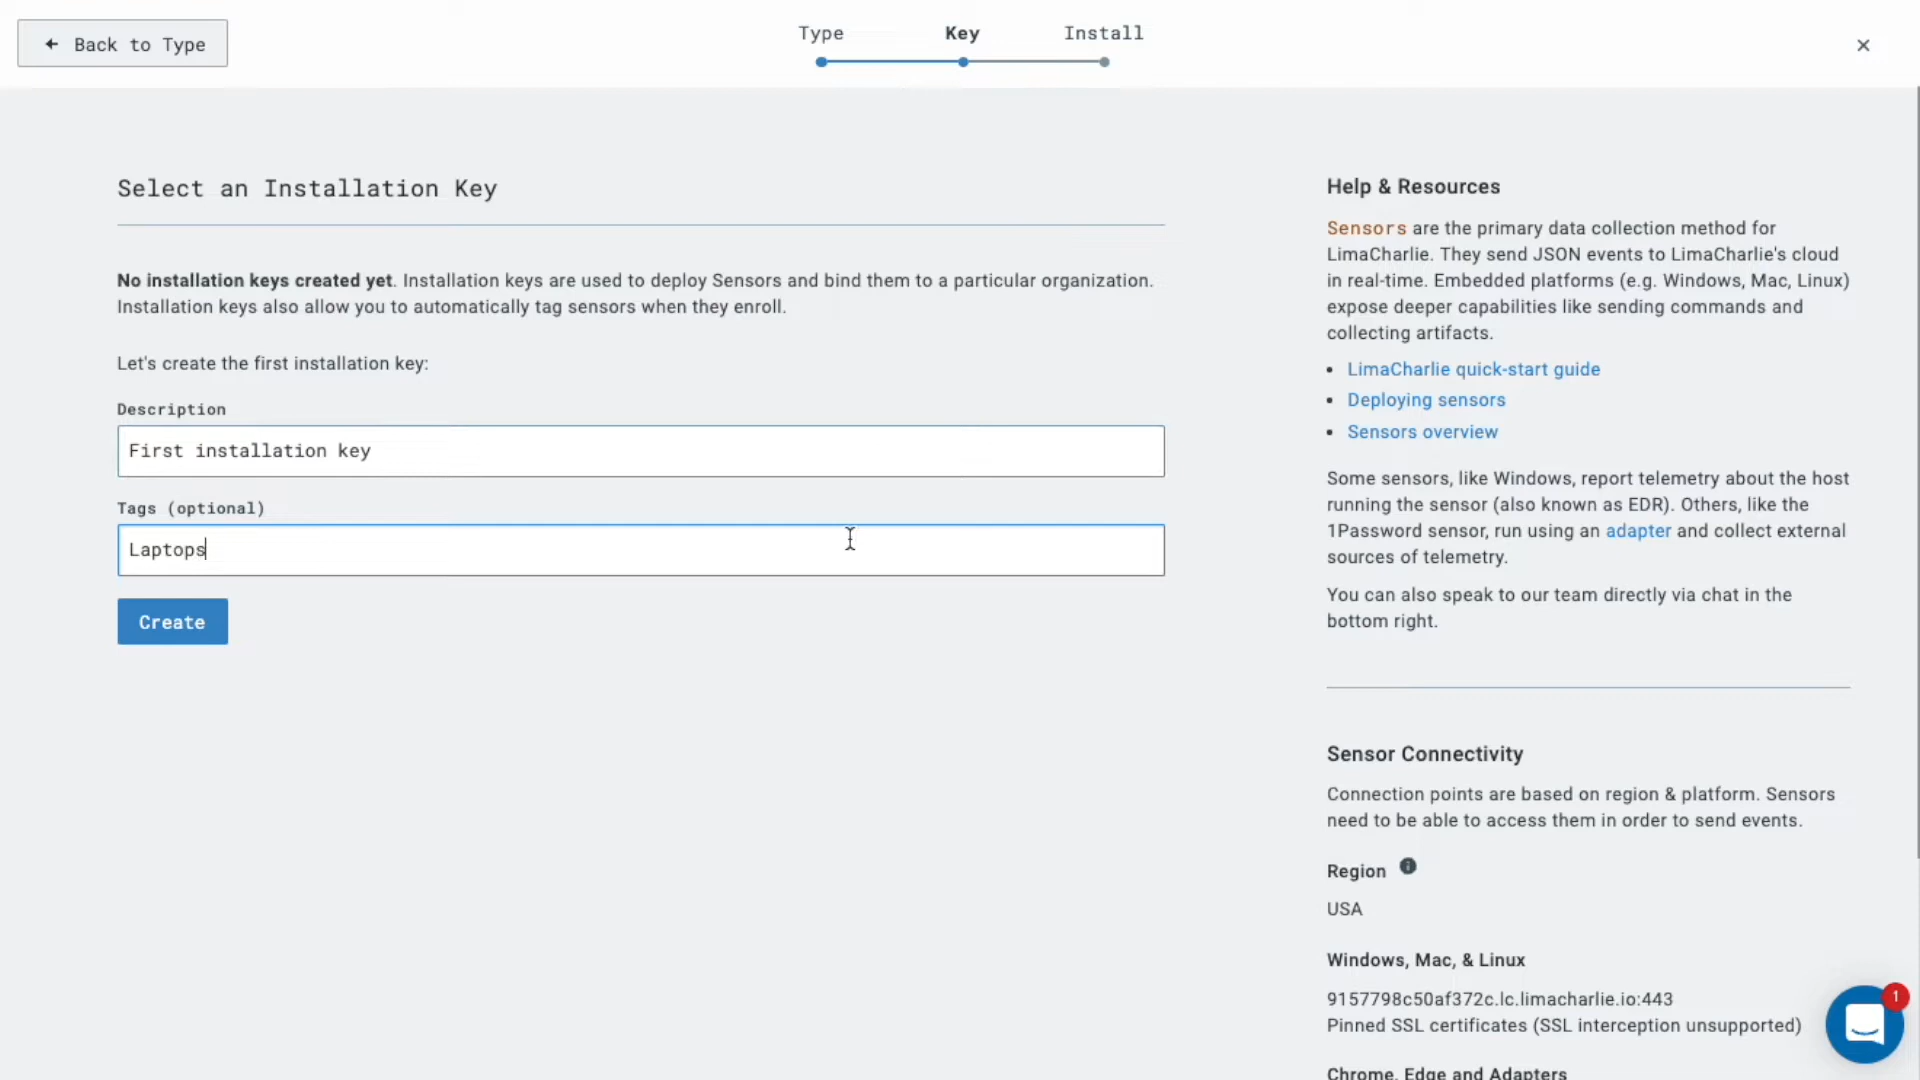 Back to Type
Type
Key
Install
Select an Installation Key
No installation keys created yet. Installation keys are used to deploy Sensors and bind them to a particular organization.
Installation keys also allow you to automatically tag sensors when they enroll.
Let's create the first installation key:
Description
First installation key
Tags (optional)
Laptops
Create
Help & Resources
Sensors are the primary data collection method for
LimaCharlie. They send JSON events to LimaCharlie's cloud
in real-time. Embedded platforms (e.g. Windows, Mac, Linux)
expose deeper capabilities like sending commands and
collecting artifacts.
LimaCharlie quick-start guide
Deploying sensors
Sensors overview
Some sensors, like Windows, report telemetry about the host
running the sensor (also known as EDR). Others, like the
1Password sensor, run using an adapter and collect external
sources of telemetry.
You can also speak to our team directly via chat in the
bottom right.
Sensor Connectivity
Connection points are based on region & platform. Sensors
need to be able to access them in order to send events.
Region
USA
Windows, Mac, & Linux
9157798c50af372c.lc.limacharlie.io:443
Pinned SSL certificates (SSL interception unsupported)
Chrome, Edge and Adapters
1